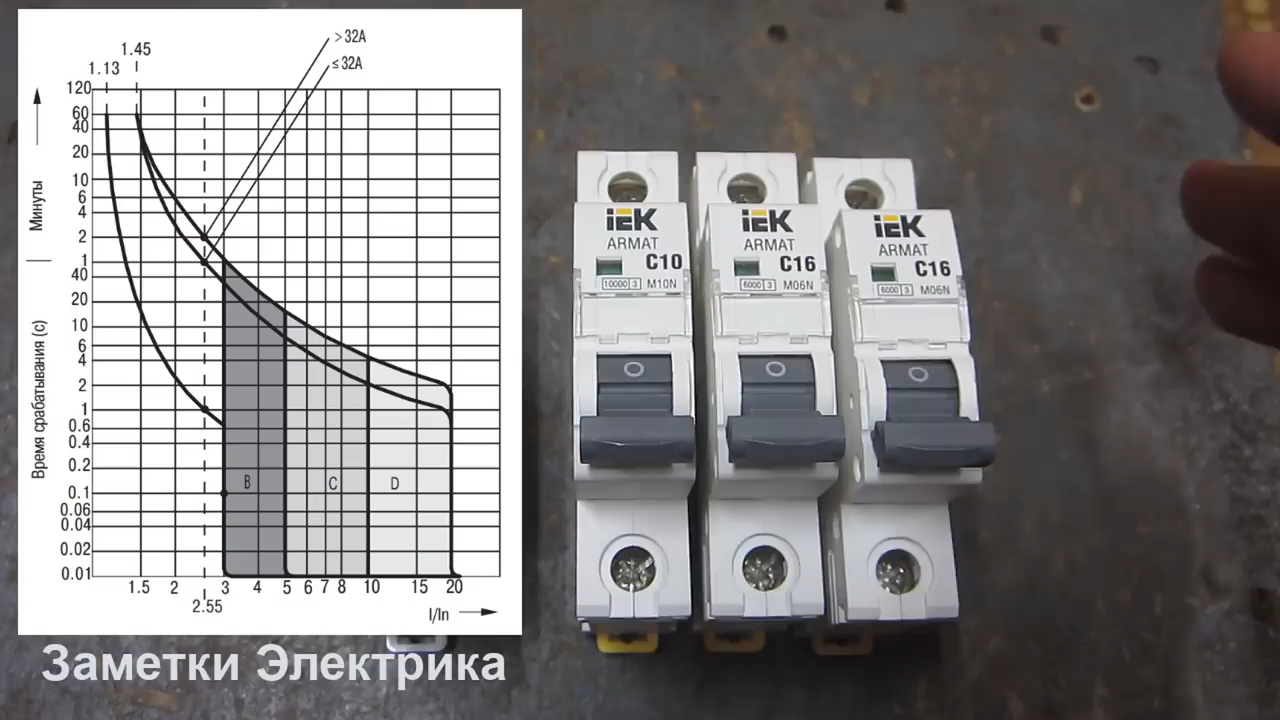 > 32A
≤ 32A
1.45
1.13
120
60
40
20
10
6
4
2
1
40
20
10
6
4
2
1
0.6
0.4
0.2
0.1
0.06
0.04
0.02
0.01
Минуты
Время срабатывания (с)
B
C
D
1.5 2 3 4 5 6 7 8 10 15 20
2.55
I/In
Заметки Электрика
IEK
ARMAT
C10
10000 3 M10N
IEK
ARMAT
C16
6000 3 M06N
IEK
ARMAT
C16
6000 3 M06N